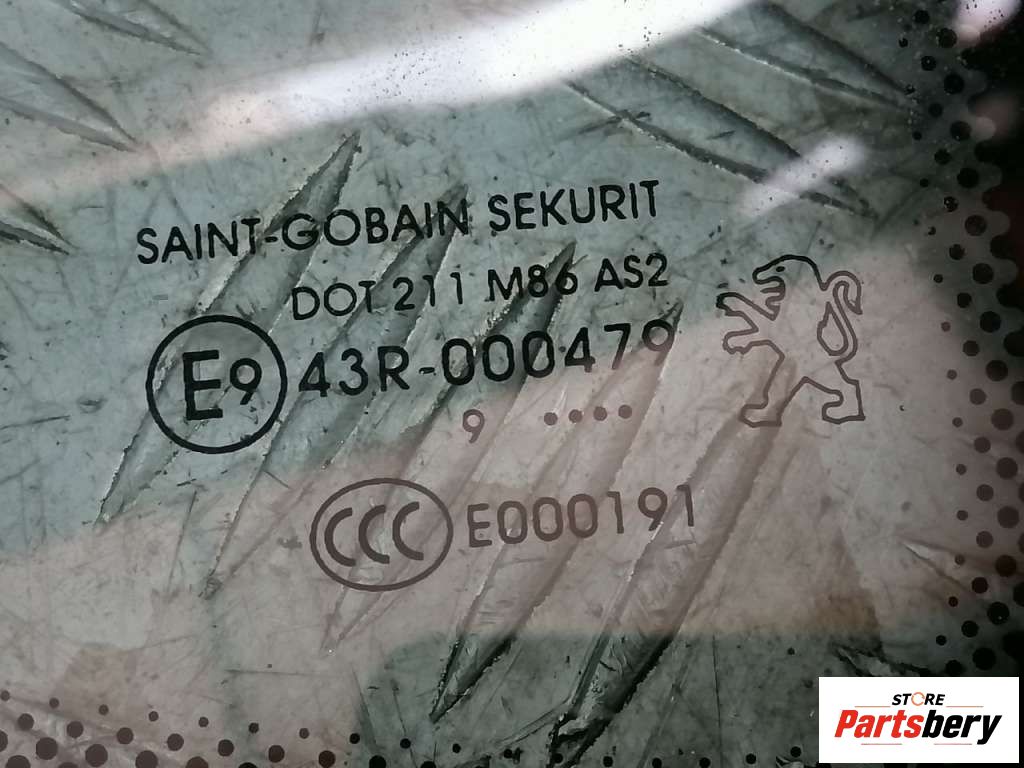 SAINT-GOBAIN SEKURIT
DOT 211 M86 AS2
E9 43R-000479
9 ....
CCC E000191
STORE
Partsbery